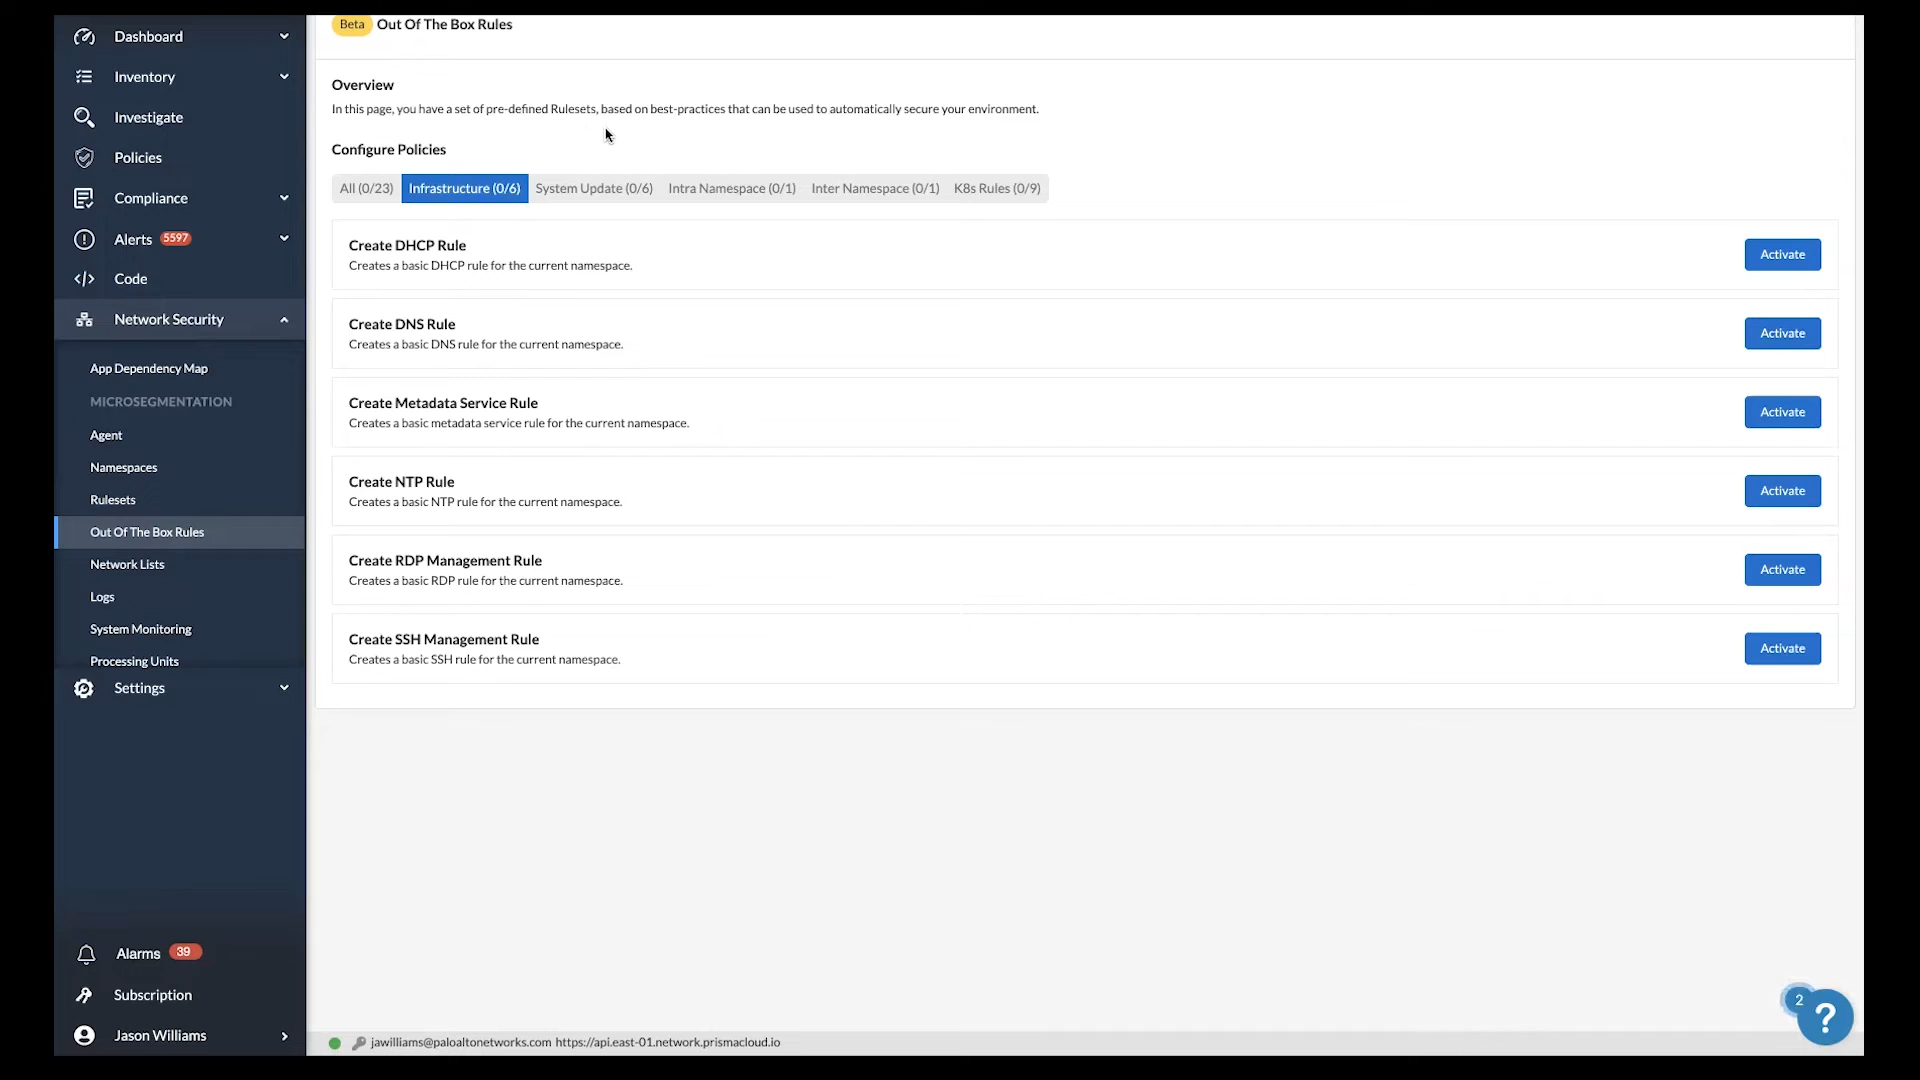 Dashboard
Inventory
Investigate
Policies
Compliance
Alerts 5597
Code
Network Security
App Dependency Map
MICROSEGMENTATION
Agent
Namespaces
Rulesets
Out Of The Box Rules
Network Lists
Logs
System Monitoring
Processing Units
Settings
Alarms 39
Subscription
Jason Williams
Beta Out Of The Box Rules
Overview
In this page, you have a set of pre-defined Rulesets, based on best-practices that can be used to automatically secure your environment.
Configure Policies
All (0/23) Infrastructure (0/6) System Update (0/6) Intra Namespace (0/1) Inter Namespace (0/1) K8s Rules (0/9)
Create DHCP Rule
Creates a basic DHCP rule for the current namespace.
Activate
Create DNS Rule
Creates a basic DNS rule for the current namespace.
Activate
Create Metadata Service Rule
Creates a basic metadata service rule for the current namespace.
Activate
Create NTP Rule
Creates a basic NTP rule for the current namespace.
Activate
Create RDP Management Rule
Creates a basic RDP rule for the current namespace.
Activate
Create SSH Management Rule
Creates a basic SSH rule for the current namespace.
Activate
2
?
jawilliams@paloaltonetworks.com https://api.east-01.network.prismacloud.io